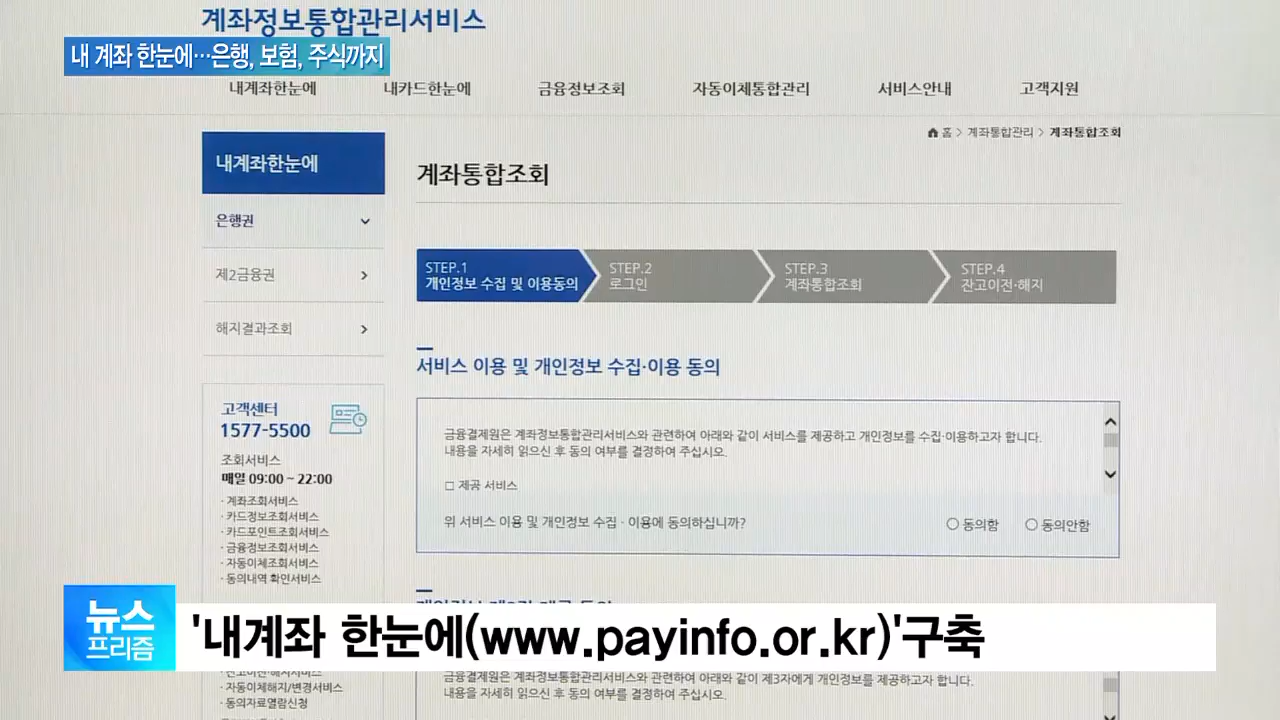 계좌정보통합관리서비스
내 계좌 한눈에…은행, 보험, 주식까지
내계좌한눈에 내카드한눈에 금융정보조회 자동이체통합관리 서비스안내 고객지원
홈 > 계좌통합관리 > 계좌통합조회
내계좌한눈에
은행권
제2금융권
해지결과조회
고객센터
1577-5500
조회서비스
매일 09:00 ~ 22:00
· 계좌조회서비스
· 카드정보조회서비스
· 카드포인트조회서비스
· 금융정보조회서비스
· 자동이체조회서비스
· 동의내역 확인서비스
계좌통합조회
STEP.1
개인정보 수집 및 이용동의
STEP.2
로그인
STEP.3
계좌통합조회
STEP.4
잔고이전·해지
서비스 이용 및 개인정보 수집·이용 동의
금융결제원은 계좌정보통합관리서비스와 관련하여 아래와 같이 서비스를 제공하고 개인정보를 수집·이용하고자 합니다.
내용을 자세히 읽으신 후 동의 여부를 결정하여 주십시오.
□ 제공 서비스
위 서비스 이용 및 개인정보 수집 · 이용에 동의하십니까?
동의함 동의안함
뉴스
프리즘
'내계좌 한눈에(www.payinfo.or.kr)'구축
· 자동이체해지/변경서비스
· 동의자료열람신청
금융결제원은 계좌정보통합관리서비스와 관련하여 아래와 같이 제3자에게 개인정보를 제공하고자 합니다.
내용을 자세히 읽으신 후 동의 여부를 결정하여 주십시오.